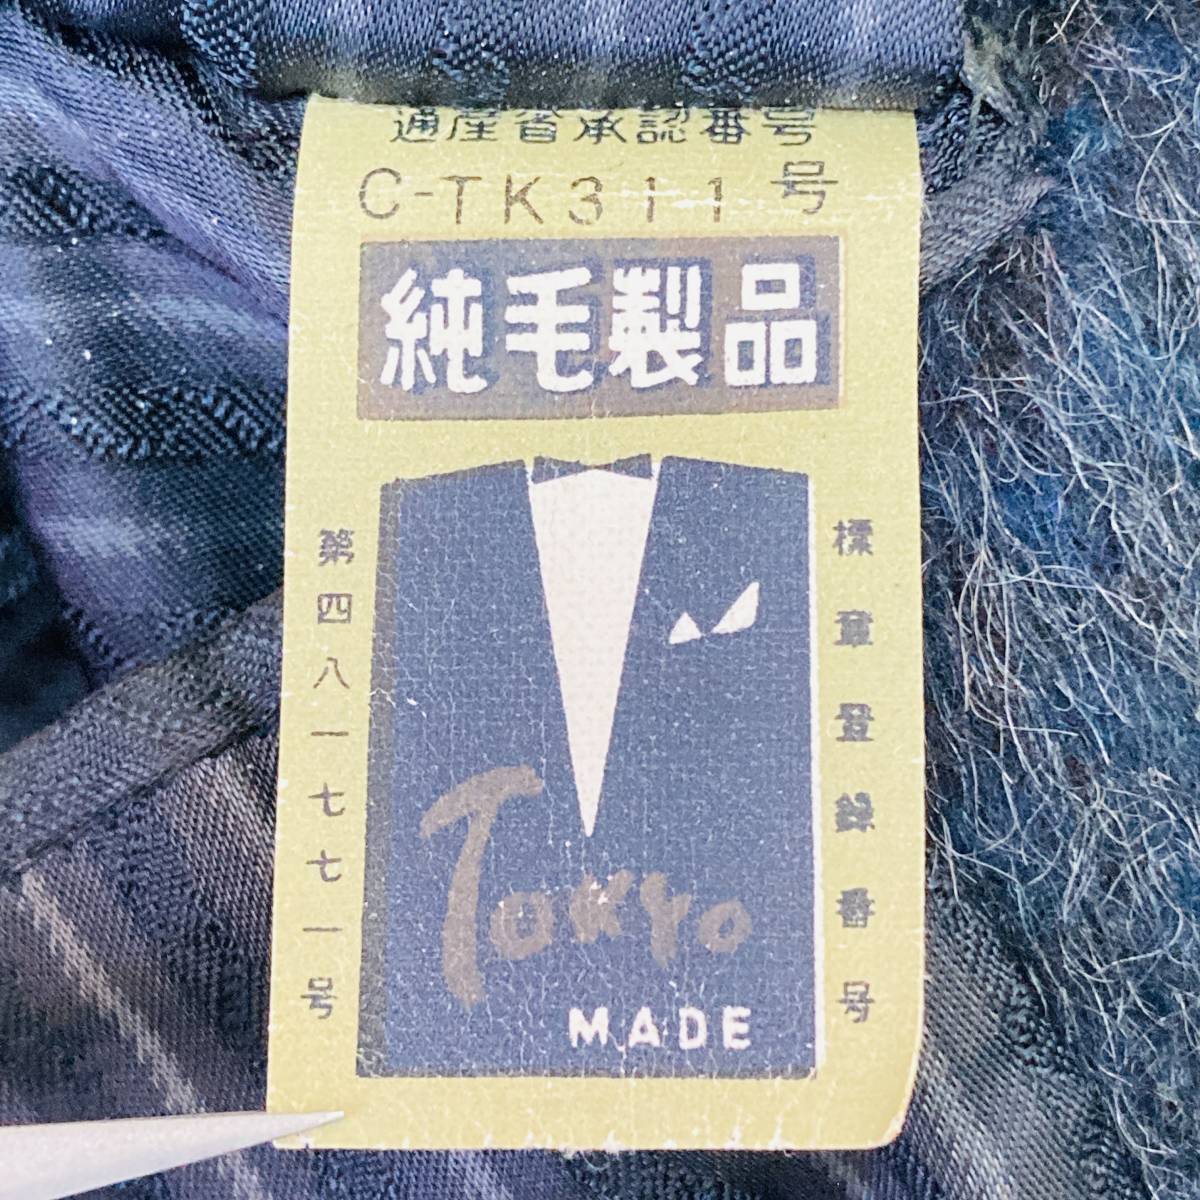 通産省承認番号
C-TK311号
純毛製品
標章登録番号
第四八一七七一号
Tokyo
MADE